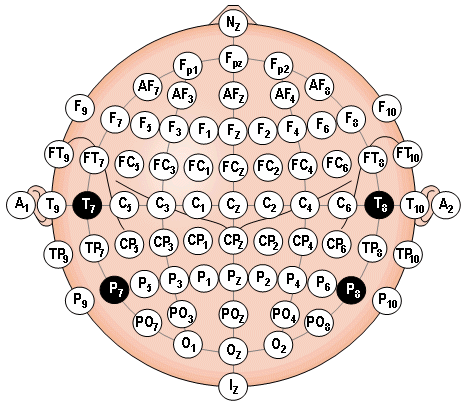 Nz
Fp1 Fpz Fp2
AF7 AF3 AFz AF4 AF8
F9 F7 F5 F3 F1 Fz F2 F4 F6 F8 F10
FT9 FT7 FC5 FC3 FC1 FCz FC2 FC4 FC6 FT8 FT10
A1 T9 T7 C5 C3 C1 Cz C2 C4 C6 T8 T10 A2
TP9 TP7 CP5 CP3 CP1 CPz CP2 CP4 CP6 TP8 TP10
P9 P7 P5 P3 P1 Pz P2 P4 P6 P8 P10
PO7 PO3 POz PO4 PO8
O1 Oz O2
Iz